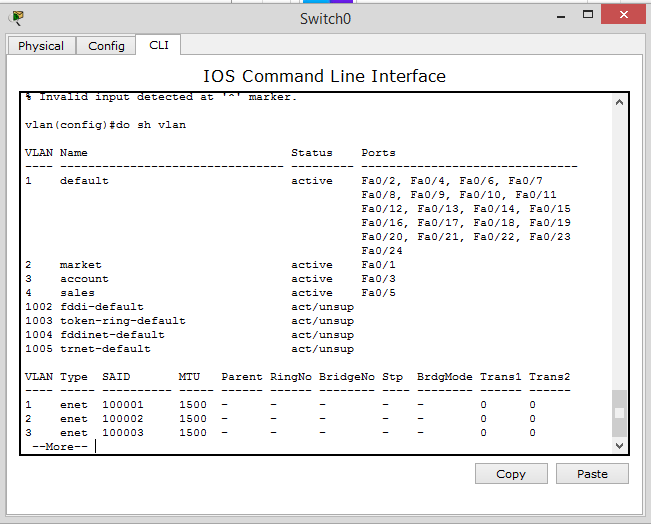 Switch0
Physical Config CLI
IOS Command Line Interface
% Invalid input detected at '^' marker.
vlan(config)#do sh vlan
VLAN Name                             Status    Ports
---- -------------------------------- --------- -------------------------------
1    default                          active    Fa0/2, Fa0/4, Fa0/6, Fa0/7
                                                Fa0/8, Fa0/9, Fa0/10, Fa0/11
                                                Fa0/12, Fa0/13, Fa0/14, Fa0/15
                                                Fa0/16, Fa0/17, Fa0/18, Fa0/19
                                                Fa0/20, Fa0/21, Fa0/22, Fa0/23
                                                Fa0/24
2    market                           active    Fa0/1
3    account                          active    Fa0/3
4    sales                            active    Fa0/5
1002 fddi-default                     act/unsup
1003 token-ring-default               act/unsup
1004 fddinet-default                  act/unsup
1005 trnet-default                    act/unsup
VLAN Type  SAID       MTU   Parent RingNo BridgeNo Stp  BrdgMode Trans1 Trans2
---- ----- ---------- ----- ------ ------ -------- ---- -------- ------ ------
1    enet  100001     1500  -      -      -        -    -        0      0
2    enet  100002     1500  -      -      -        -    -        0      0
3    enet  100003     1500  -      -      -        -    -        0      0
 --More--
Copy Paste